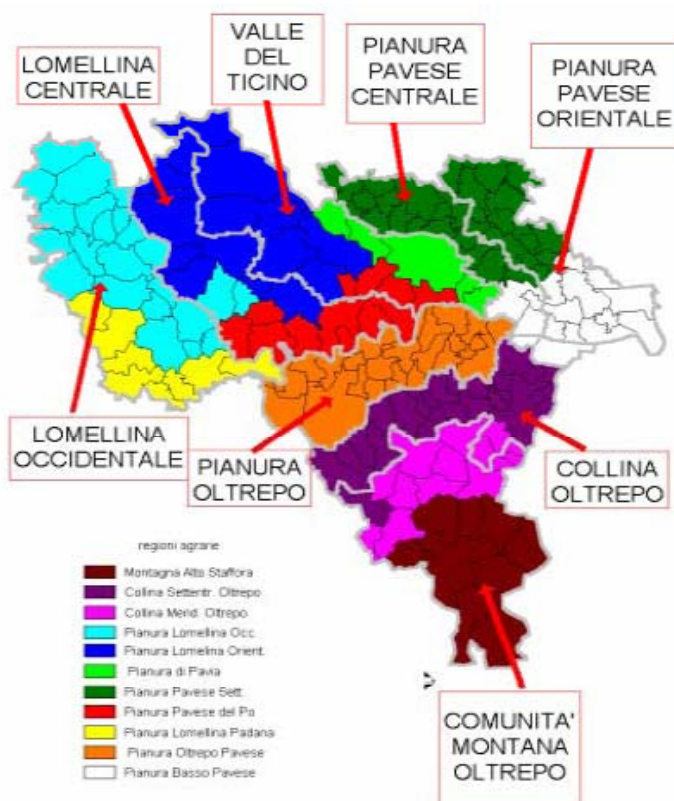 LOMELLINA
CENTRALE
VALLE
DEL
TICINO
PIANURA
PAVESE
CENTRALE
PIANURA
PAVESE
ORIENTALE
LOMELLINA
OCCIDENTALE
PIANURA
OLTREPO
COLLINA
OLTREPO
COMUNITA'
MONTANA
OLTREPO
regioni agrarie
Montagna Alto Staffora
Collina Settentr. Oltrepo
Collina Merid. Oltrepo
Pianura Lomellina Occ
Pianura Lomelina Orient.
Pianura di Pavia
Pianura Pavese Sett.
Pianura Pavese del Po
Pianura Lomellina Padana
Pianura Oltrepo Pavese
Pianura Basso Pavese